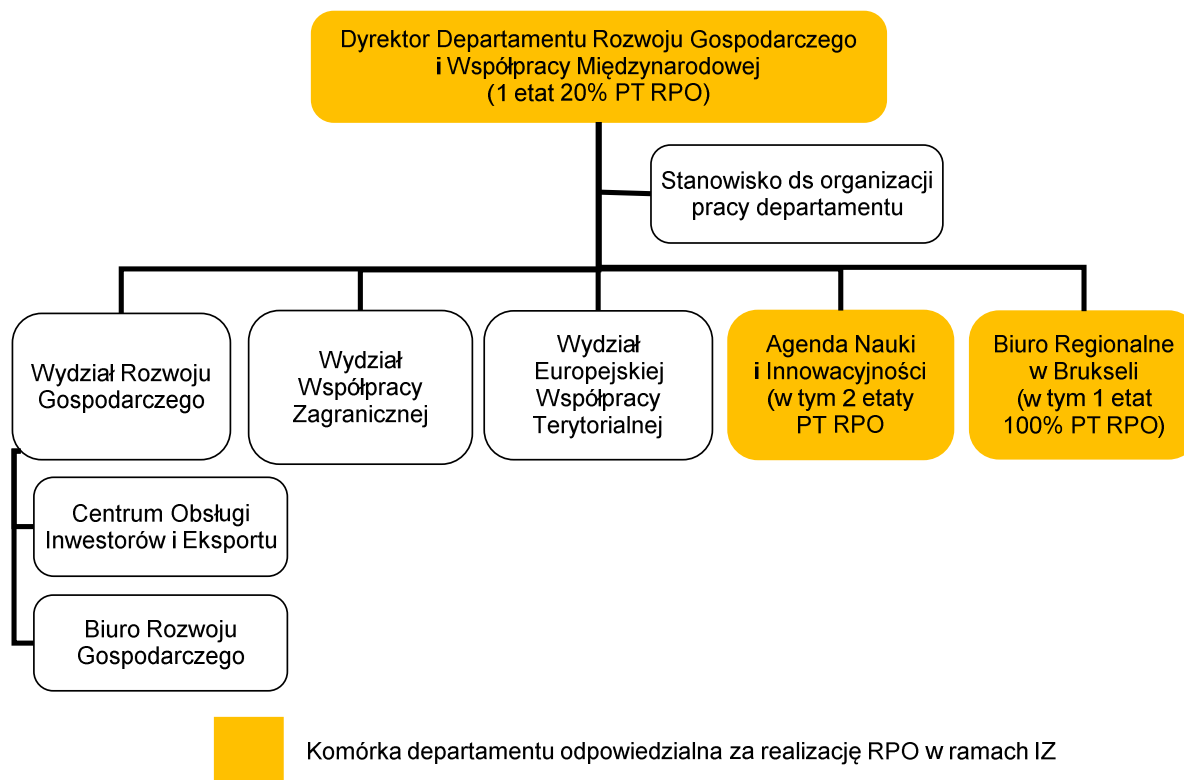 Dyrektor Departamentu Rozwoju Gospodarczego
i Współpracy Międzynarodowej
(1 etat 20% PT RPO)
Stanowisko ds organizacji
pracy departamentu
Wydział Rozwoju
Gospodarczego
Wydział
Współpracy
Zagranicznej
Wydział
Europejskiej
Współpracy
Terytorialnej
Agenda Nauki
i Innowacyjności
(w tym 2 etaty
PT RPO
Biuro Regionalne
w Brukseli
(w tym 1 etat
100% PT RPO)
Centrum Obsługi
Inwestorów i Eksportu
Biuro Rozwoju
Gospodarczego
Komórka departamentu odpowiedzialna za realizację RPO w ramach IZ